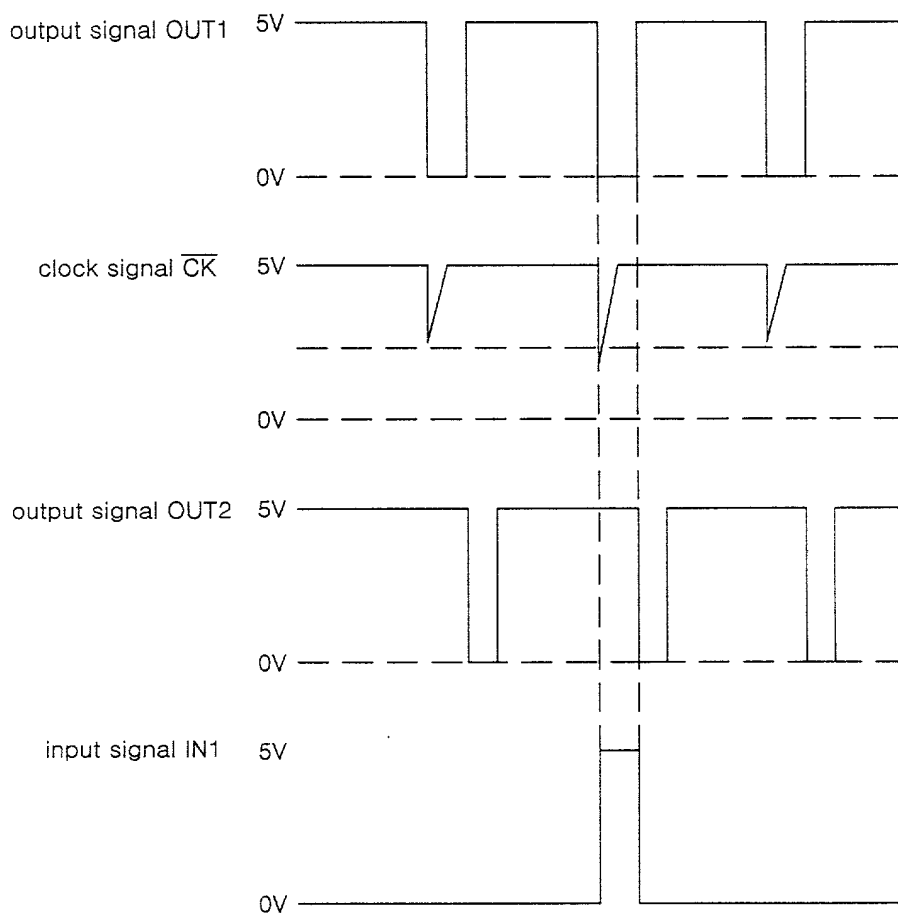 output signal OUT1 5V
0V
clock signal C̅K̅ 5V
0V
output signal OUT2 5V
0V
input signal IN1 5V
0V